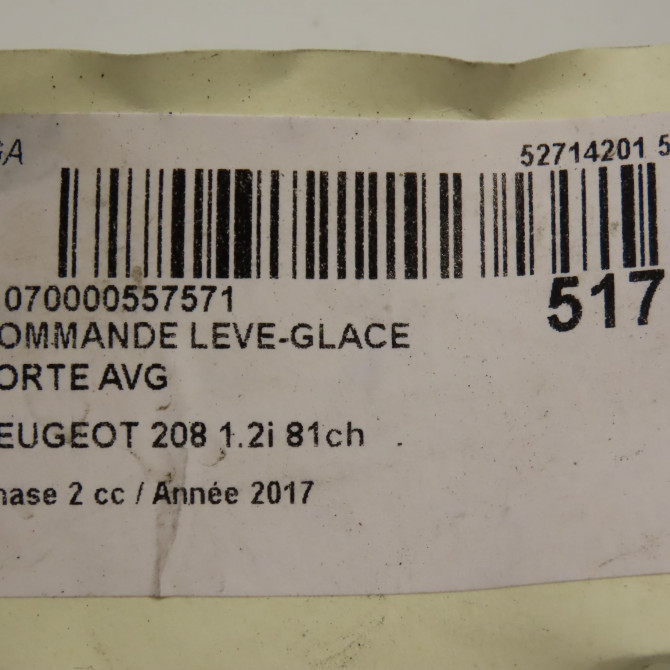 GA
52714201 5
517
070000557571
OMMANDE LEVE-GLACE
ORTE AVG
EUGEOT 208 1.2i 81ch
hase 2 cc / Année 2017